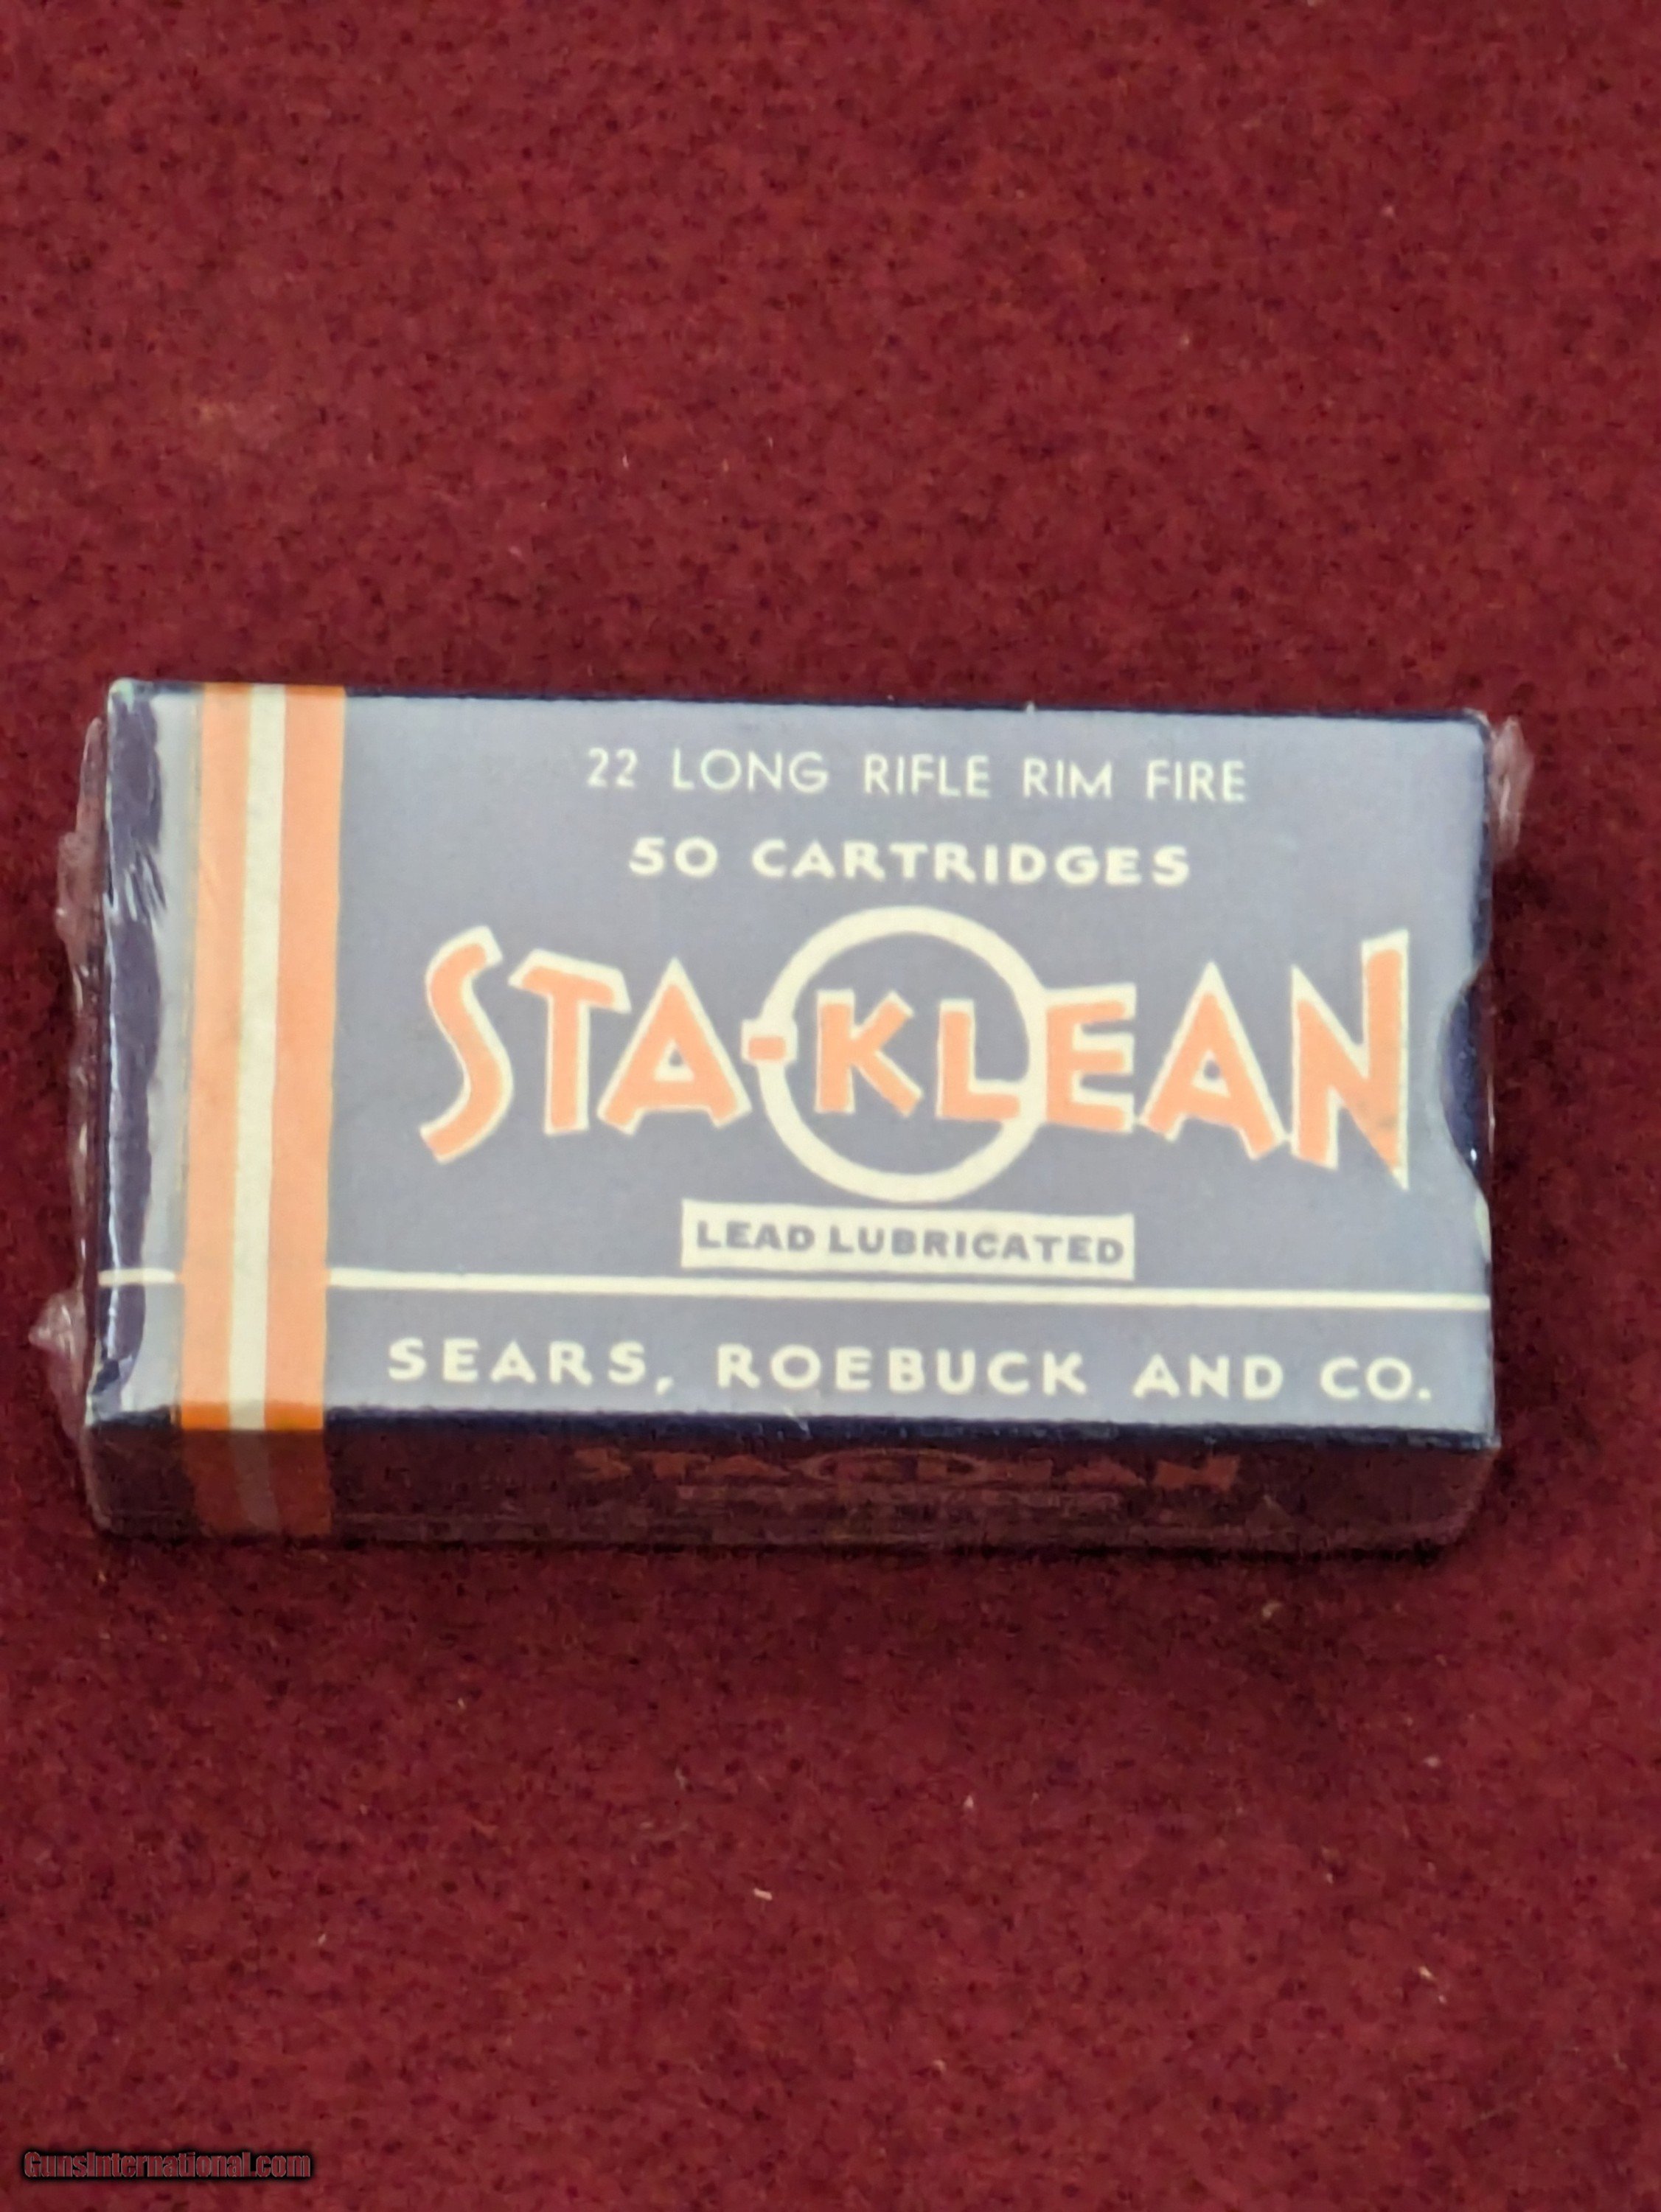 22 LONG RIFLE RIM FIRE
50 CARTRIDGES
STA-KLEAN
LEAD LUBRICATED
SEARS, ROEBUCK AND CO.
GunsInternational.com